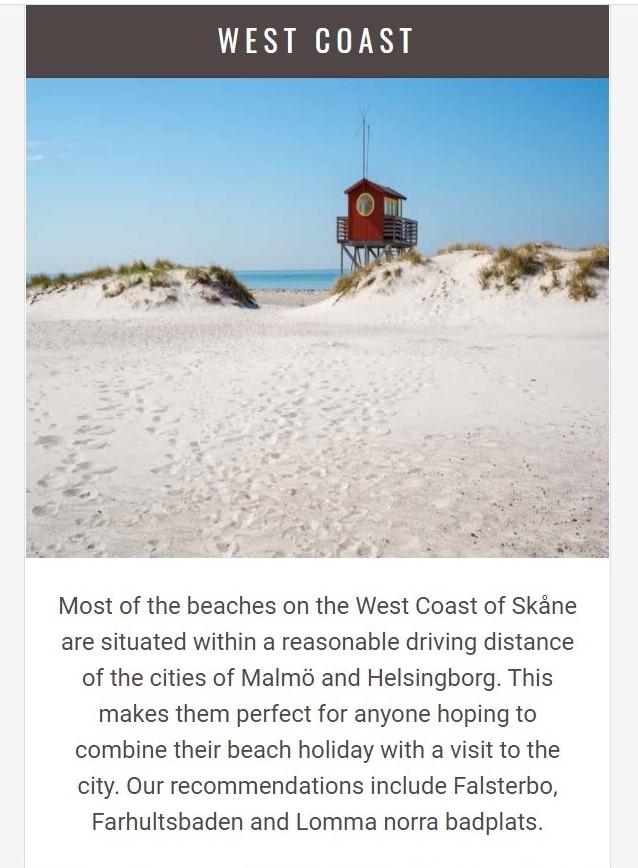 WEST COAST
Most of the beaches on the West Coast of Skåne
are situated within a reasonable driving distance
of the cities of Malmö and Helsingborg. This
makes them perfect for anyone hoping to
combine their beach holiday with a visit to the
city. Our recommendations include Falsterbo,
Farhultsbaden and Lomma norra badplats.